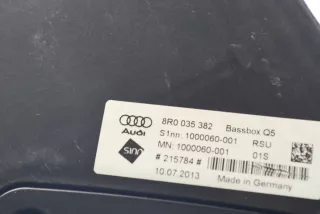 8R0 035 382 Bassbox Q5
Audi
S1nn. 1000060-001 RSU
MN: 1000060-001 01S
# 215784 #
10.07.2013 Made in Germany